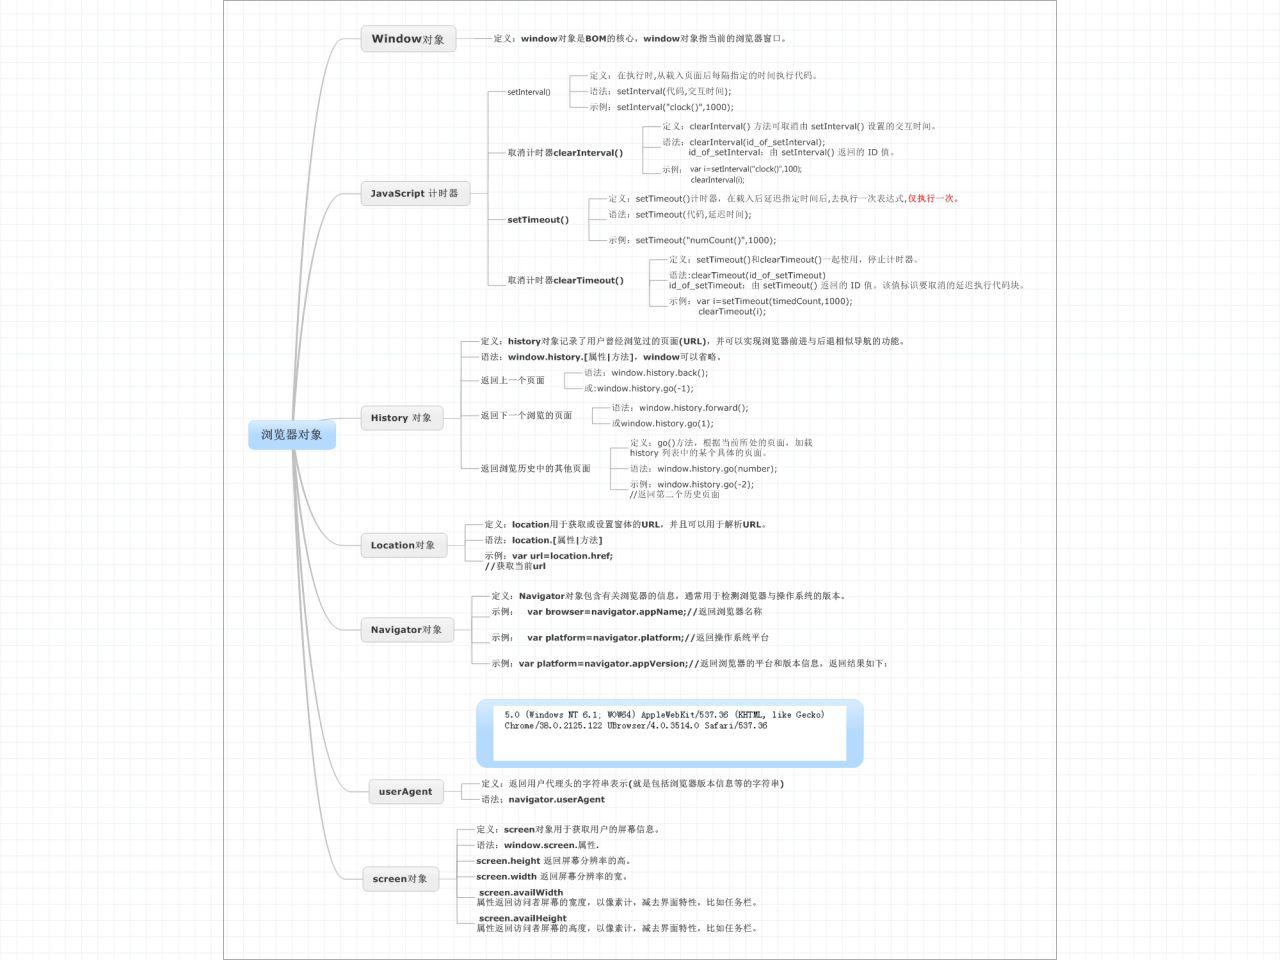 Window对象
定义：window对象是BOM的核心，window对象指当前的浏览器窗口。
JavaScript 计时器
setInterval()
定义：在执行时,从载入页面后每隔指定的时间执行代码。
语法：setInterval(代码,交互时间);
示例：setInterval("clock()",1000);
取消计时器clearInterval()
定义：clearInterval() 方法可取消由 setInterval() 设置的交互时间。
语法：clearInterval(id_of_setInterval);
id_of_setInterval：由 setInterval() 返回的 ID 值。
示例： var i=setInterval("clock()",100);
clearInterval(i);
setTimeout()
定义：setTimeout()计时器，在载入后延迟指定时间后,去执行一次表达式,仅执行一次。
语法：setTimeout(代码,延迟时间);
示例：setTimeout("numCount()",1000);
取消计时器clearTimeout()
定义：setTimeout()和clearTimeout()一起使用，停止计时器。
语法:clearTimeout(id_of_setTimeout)
id_of_setTimeout：由 setTimeout() 返回的 ID 值。该值标识要取消的延迟执行代码块。
示例：var i=setTimeout(timedCount,1000);
clearTimeout(i);
浏览器对象
History 对象
定义：history对象记录了用户曾经浏览过的页面(URL)，并可以实现浏览器前进与后退相似导航的功能。
语法：window.history.[属性|方法]，window可以省略。
返回上一个页面
语法：window.history.back();
或:window.history.go(-1);
返回下一个浏览的页面
语法：window.history.forward();
或window.history.go(1);
返回浏览历史中的其他页面
定义：go()方法，根据当前所处的页面，加载
history 列表中的某个具体的页面。
语法：window.history.go(number);
示例：window.history.go(-2);
//返回第二个历史页面
Location对象
定义：location用于获取或设置窗体的URL，并且可以用于解析URL。
语法：location.[属性|方法]
示例：var url=location.href;
//获取当前url
Navigator对象
定义：Navigator对象包含有关浏览器的信息，通常用于检测浏览器与操作系统的版本。
示例： var browser=navigator.appName;//返回浏览器名称
示例： var platform=navigator.platform;//返回操作系统平台
示例：var platform=navigator.appVersion;//返回浏览器的平台和版本信息，返回结果如下：
5.0 (Windows NT 6.1; WOW64) AppleWebKit/537.36 (KHTML, like Gecko)
Chrome/38.0.2125.122 UBrowser/4.0.3514.0 Safari/537.36
userAgent
定义：返回用户代理头的字符串表示(就是包括浏览器版本信息等的字符串)
语法：navigator.userAgent
screen对象
定义：screen对象用于获取用户的屏幕信息。
语法：window.screen.属性.
screen.height 返回屏幕分辨率的高。
screen.width 返回屏幕分辨率的宽。
screen.availWidth
属性返回访问者屏幕的宽度，以像素计，减去界面特性，比如任务栏。
screen.availHeight
属性返回访问者屏幕的高度，以像素计，减去界面特性，比如任务栏。